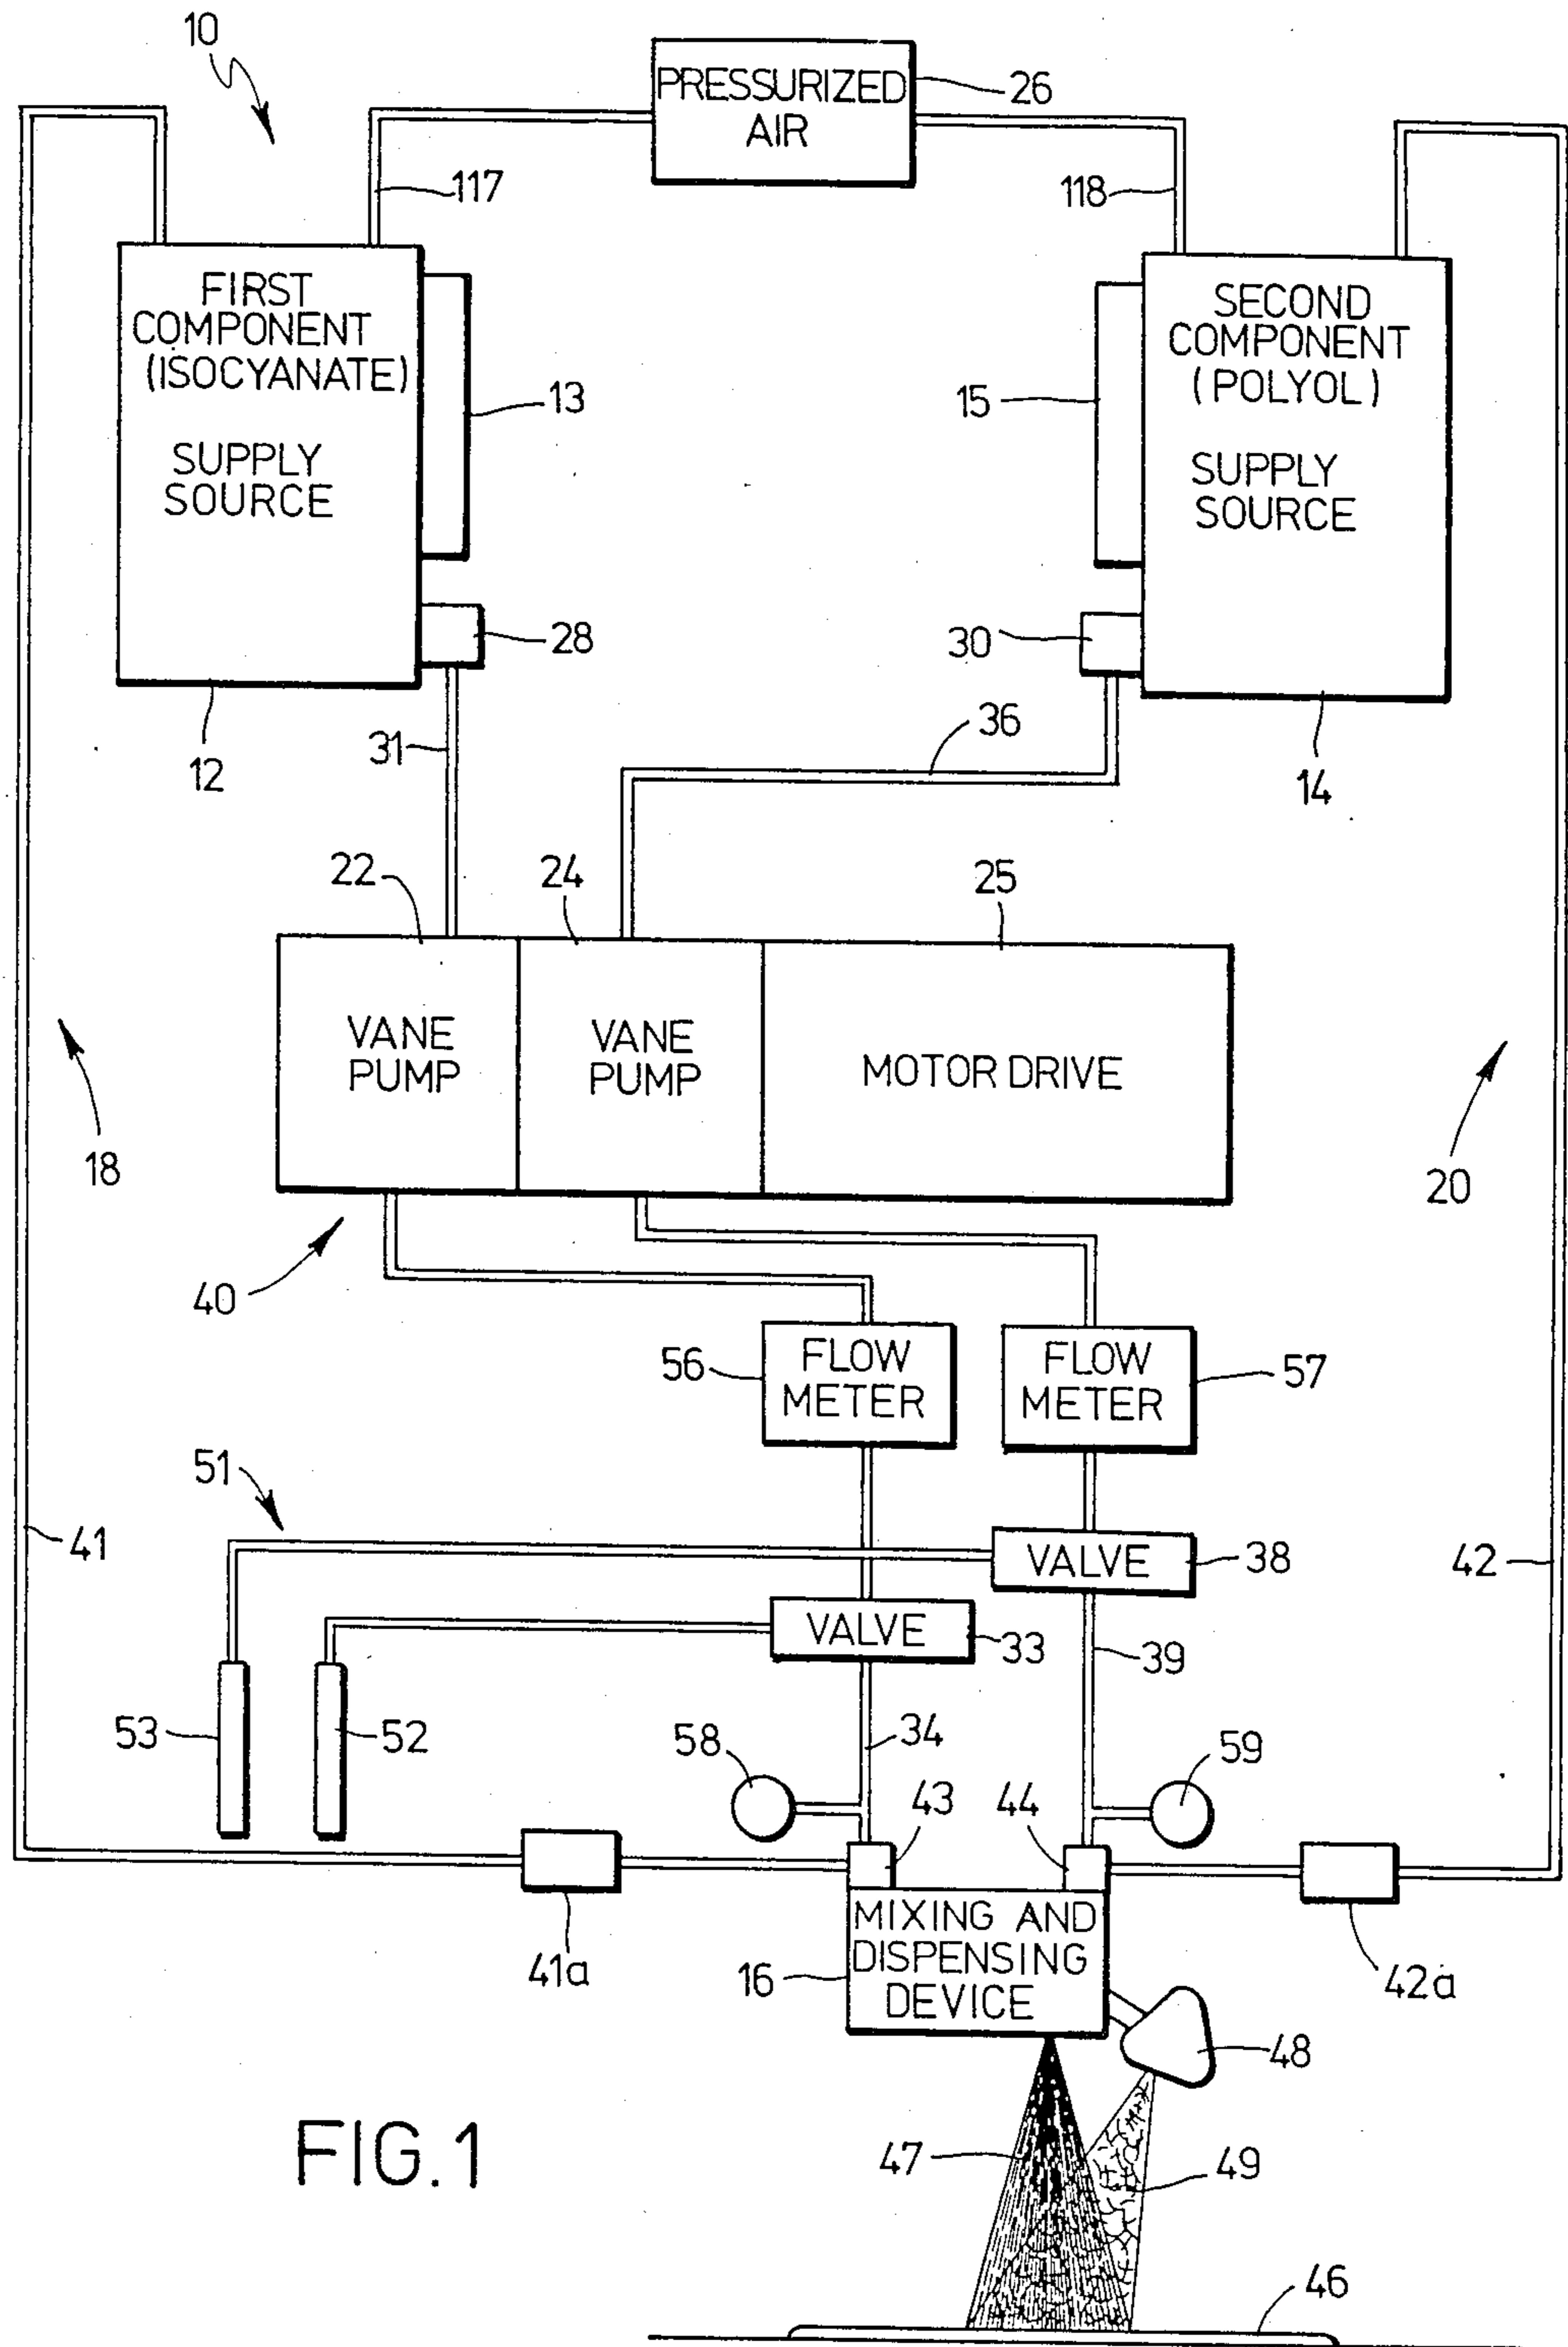 10
PRESSURIZED
AIR
26
117
118
FIRST
COMPONENT
(ISOCYANATE)
SUPPLY
SOURCE
13
15
SECOND
COMPONENT
(POLYOL)
SUPPLY
SOURCE
28
30
12
31
36
14
22
24
25
VANE
PUMP
VANE
PUMP
MOTOR DRIVE
18
20
40
56
FLOW
METER
FLOW
METER
57
51
41
VALVE
38
42
VALVE
33
39
53
52
34
58
59
43
44
41a
16
MIXING AND
DISPENSING
DEVICE
42a
48
FIG.1
47
49
46